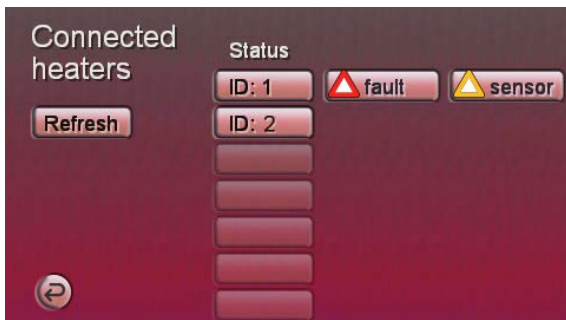 Connected
heaters
Status
ID: 1
fault
sensor
Refresh
ID: 2